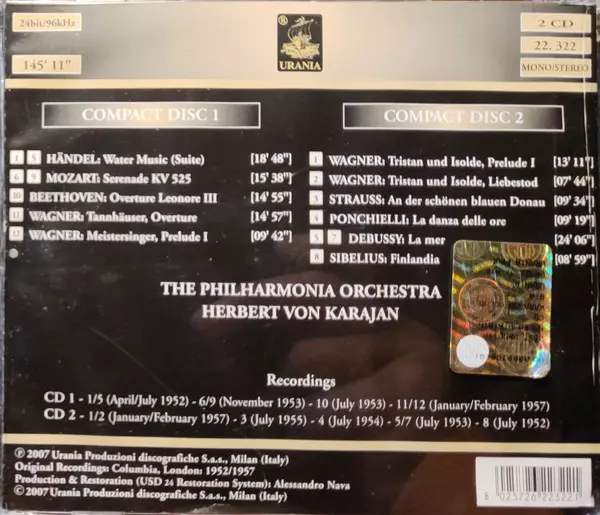 24bit/96kHz
145' 11"
®
URANIA
2 CD
22. 322
MONO/STEREO
COMPACT DISC 1
1 5 HÄNDEL: Water Music (Suite) [18' 48"]
6 9 MOZART: Serenade KV 525 [15' 38"]
10 BEETHOVEN: Overture Leonore III [14' 55"]
11 WAGNER: Tannhäuser, Overture [14' 57"]
12 WAGNER: Meistersinger, Prelude I [09' 42"]
COMPACT DISC 2
1 WAGNER: Tristan und Isolde, Prelude I [13' 11"]
2 WAGNER: Tristan und Isolde, Liebestod [07' 44"]
3 STRAUSS: An der schönen blauen Donau [09' 34"]
4 PONCHIELLI: La danza delle ore [09' 19"]
5 7 DEBUSSY: La mer [24' 06"]
8 SIBELIUS: Finlandia [08' 59"]
THE PHILHARMONIA ORCHESTRA
HERBERT VON KARAJAN
Recordings
CD 1 - 1/5 (April/July 1952) - 6/9 (November 1953) - 10 (July 1953) - 11/12 (January/February 1957)
CD 2 - 1/2 (January/February 1957) - 3 (July 1955) - 4 (July 1954) - 5/7 (July 1953) - 8 (July 1952)
℗ 2007 Urania Produzioni discografiche S.a.s., Milan (Italy)
Original Recordings: Columbia, London: 1952/1957
Production & Restoration (USD 24 Restoration System): Alessandro Nava
© 2007 Urania Produzioni discografiche S.a.s., Milan (Italy)
8 023726 223221